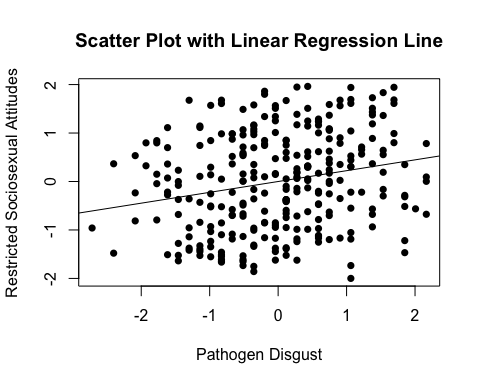 Scatter Plot with Linear Regression Line
Restricted Sociosexual Attitudes
2
1
0
-1
-2
-2 -1 0 1 2
Pathogen Disgust